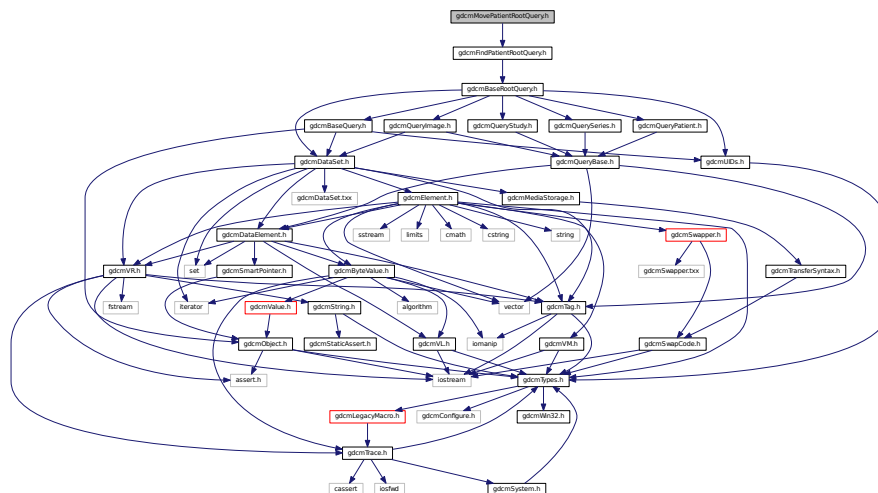 gdcmMovePatientRootQuery.h
gdcmFindPatientRootQuery.h
gdcmBaseRootQuery.h
gdcmBaseQuery.h
gdcmQueryImage.h
gdcmQueryStudy.h
gdcmQuerySeries.h
gdcmQueryPatient.h
gdcmDataSet.h
gdcmQueryBase.h
gdcmUIDs.h
gdcmDataSet.txx
gdcmElement.h
gdcmMediaStorage.h
gdcmDataElement.h
sstream
limits
cmath
cstring
string
gdcmSwapper.h
gdcmVR.h
set
gdcmSmartPointer.h
gdcmByteValue.h
gdcmSwapper.txx
gdcmTransferSyntax.h
fstream
iterator
gdcmValue.h
gdcmString.h
algorithm
vector
gdcmTag.h
gdcmObject.h
gdcmStaticAssert.h
gdcmVL.h
iomanip
gdcmVM.h
gdcmSwapCode.h
assert.h
iostream
gdcmTypes.h
gdcmLegacyMacro.h
gdcmConfigure.h
gdcmWin32.h
gdcmTrace.h
cassert
iosfwd
gdcmSystem.h